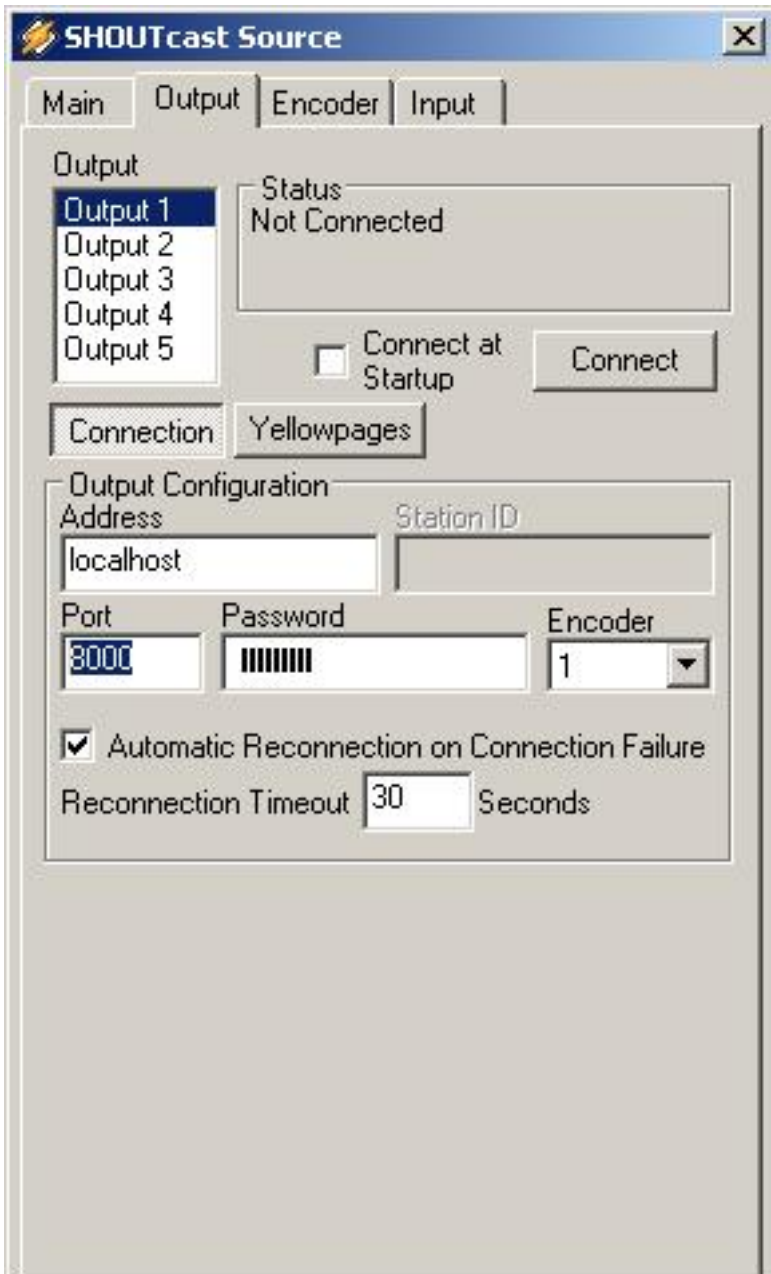 SHOUTcast Source
Main Output Encoder Input
Output
Output 1
Output 2
Output 3
Output 4
Output 5
Status
Not Connected
Connect at
Startup
Connect
Connection Yellowpages
Output Configuration
Address Station ID
localhost
Port Password Encoder
8000 1
Automatic Reconnection on Connection Failure
Reconnection Timeout 30 Seconds